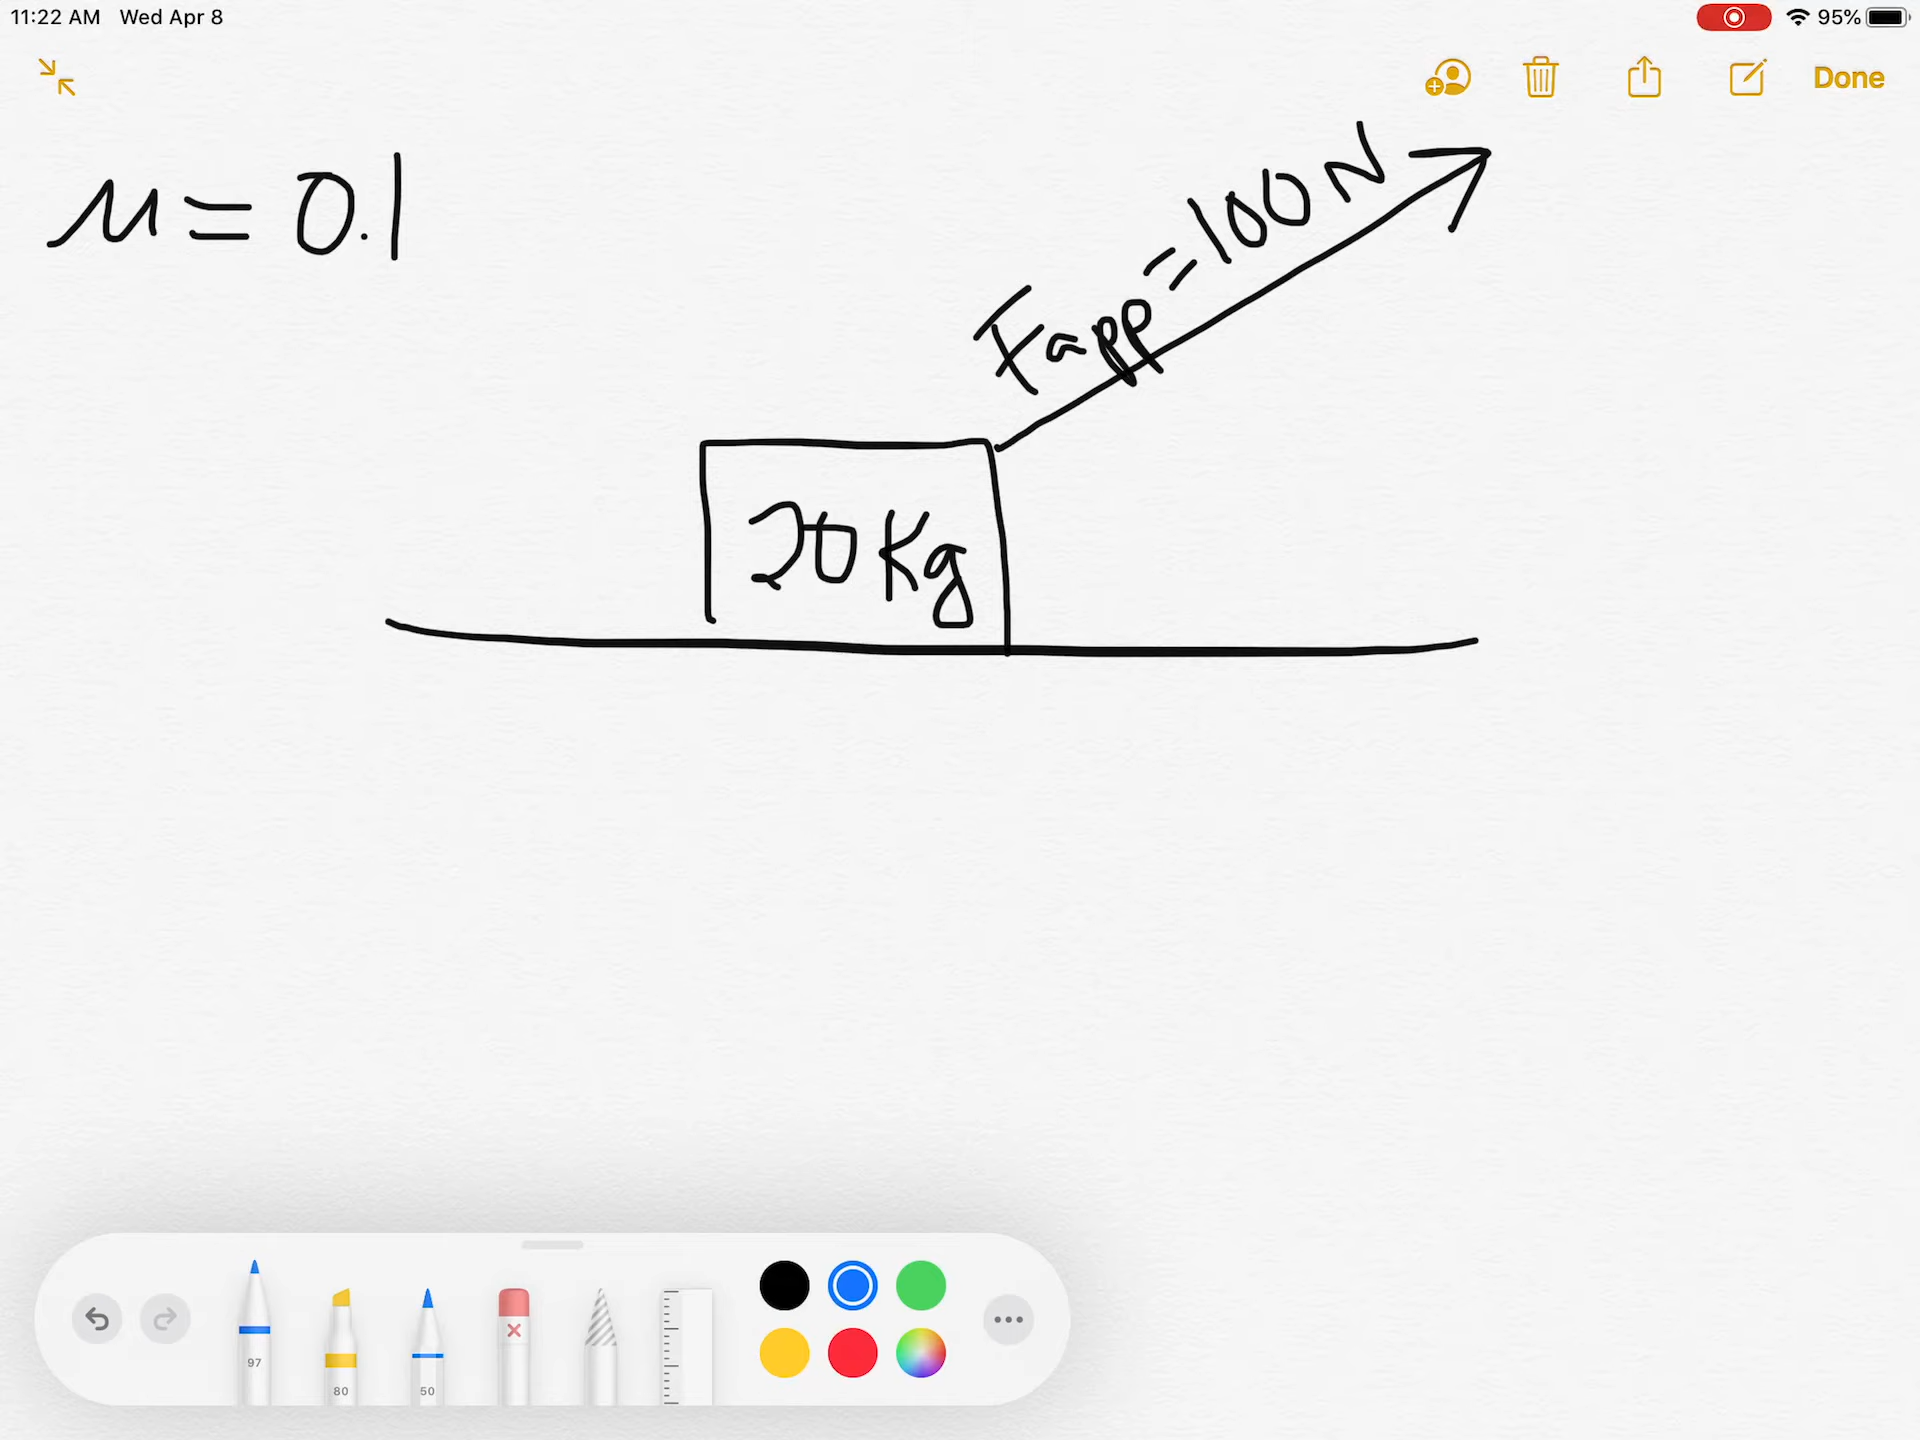 11:22 AM Wed Apr 8
95%
Done
μ = 0.1
Fapp = 100 N
20 Kg
97
80
50